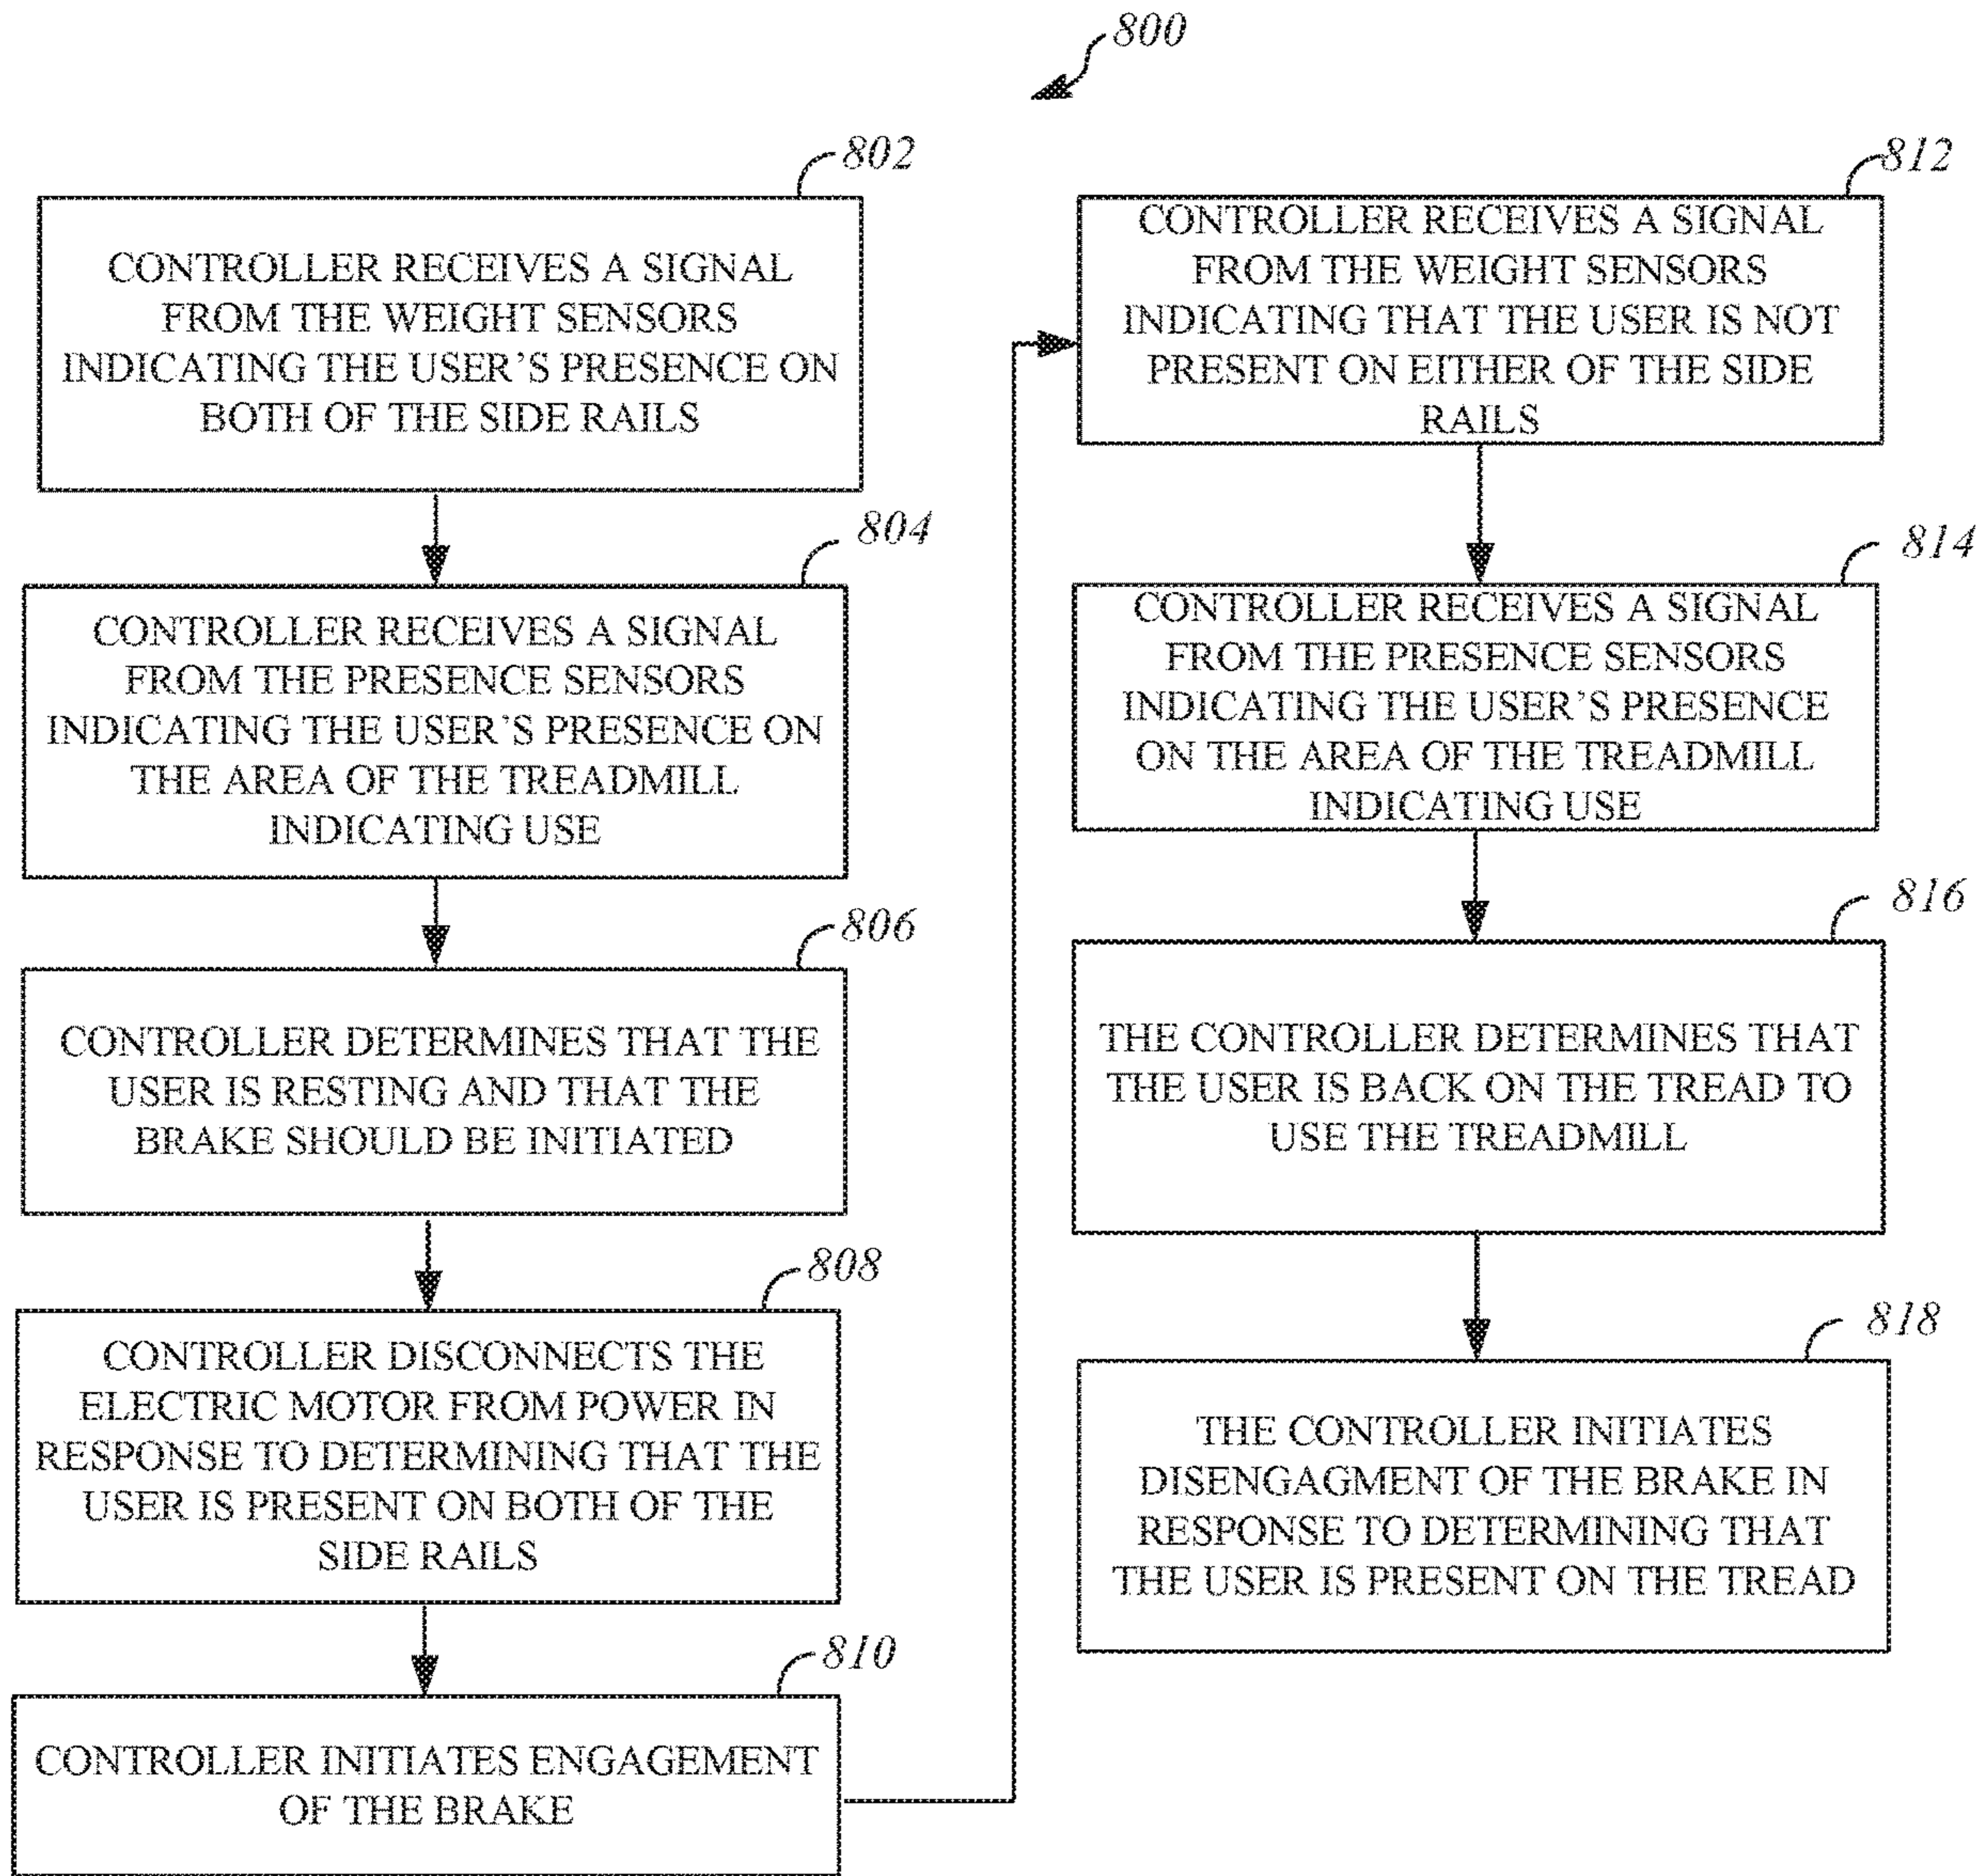 800
802
CONTROLLER RECEIVES A SIGNAL
FROM THE WEIGHT SENSORS
INDICATING THE USER'S PRESENCE ON
BOTH OF THE SIDE RAILS
804
CONTROLLER RECEIVES A SIGNAL
FROM THE PRESENCE SENSORS
INDICATING THE USER'S PRESENCE ON
THE AREA OF THE TREADMILL
INDICATING USE
806
CONTROLLER DETERMINES THAT THE
USER IS RESTING AND THAT THE
BRAKE SHOULD BE INITIATED
808
CONTROLLER DISCONNECTS THE
ELECTRIC MOTOR FROM POWER IN
RESPONSE TO DETERMINING THAT THE
USER IS PRESENT ON BOTH OF THE
SIDE RAILS
810
CONTROLLER INITIATES ENGAGEMENT
OF THE BRAKE
812
CONTROLLER RECEIVES A SIGNAL
FROM THE WEIGHT SENSORS
INDICATING THAT THE USER IS NOT
PRESENT ON EITHER OF THE SIDE
RAILS
814
CONTROLLER RECEIVES A SIGNAL
FROM THE PRESENCE SENSORS
INDICATING THE USER'S PRESENCE
ON THE AREA OF THE TREADMILL
INDICATING USE
816
THE CONTROLLER DETERMINES THAT
THE USER IS BACK ON THE TREAD TO
USE THE TREADMILL
818
THE CONTROLLER INITIATES
DISENGAGMENT OF THE BRAKE IN
RESPONSE TO DETERMINING THAT
THE USER IS PRESENT ON THE TREAD